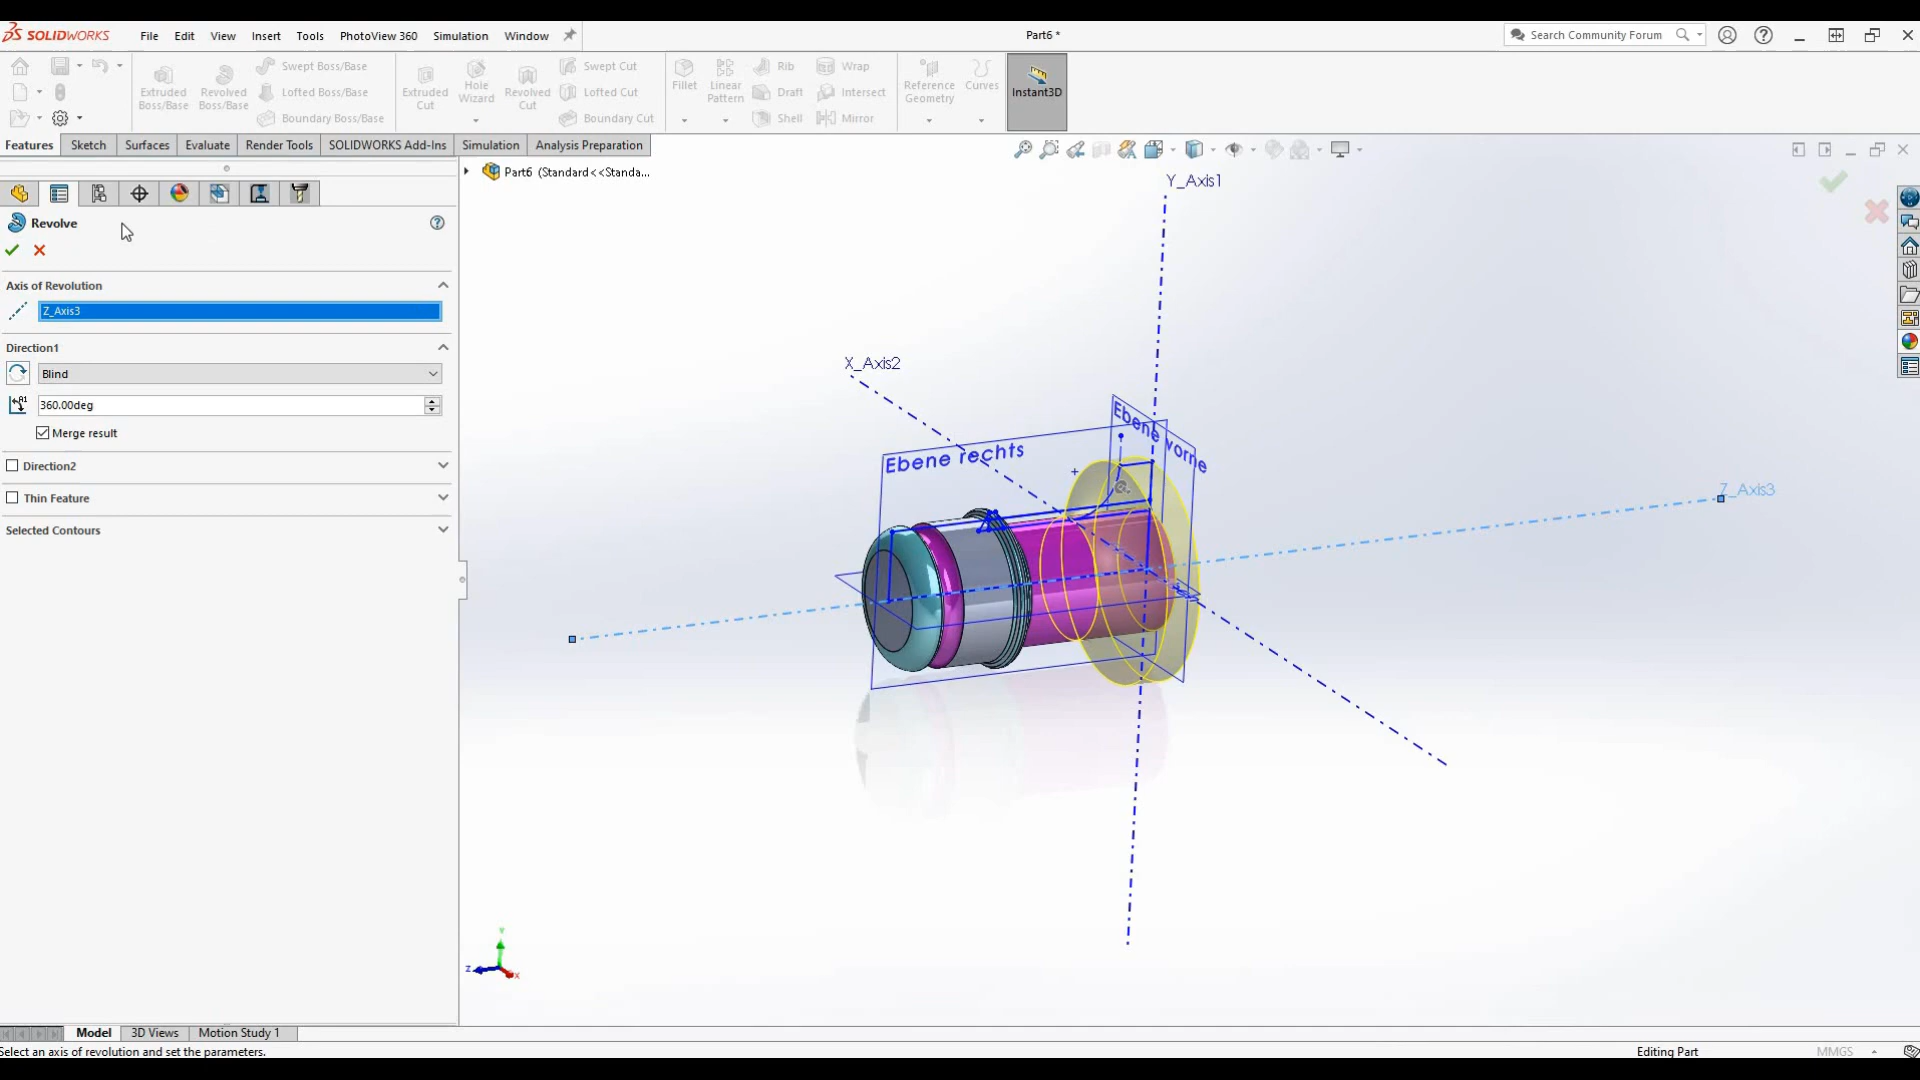 SOLIDWORKS File Edit View Insert Tools PhotoView 360 Simulation Window Part6 * Search Community Forum
Extruded Boss/Base Revolved Boss/Base Swept Boss/Base Lofted Boss/Base Boundary Boss/Base
Extruded Cut Hole Wizard Revolved Cut Swept Cut Lofted Cut Boundary Cut
Fillet Linear Pattern Rib Draft Shell Wrap Intersect Mirror
Reference Geometry Curves Instant3D
Features Sketch Surfaces Evaluate Render Tools SOLIDWORKS Add-Ins Simulation Analysis Preparation
Part6 (Standard<<Standa...
Revolve
Axis of Revolution
Z_Axis3
Direction1
Blind
360.00deg
Merge result
Direction2
Thin Feature
Selected Contours
Y_Axis1
X_Axis2
Ebene vorne
Ebene rechts
Z_Axis3
Y
Z X
Model 3D Views Motion Study 1
Select an axis of revolution and set the parameters. Editing Part MMGS